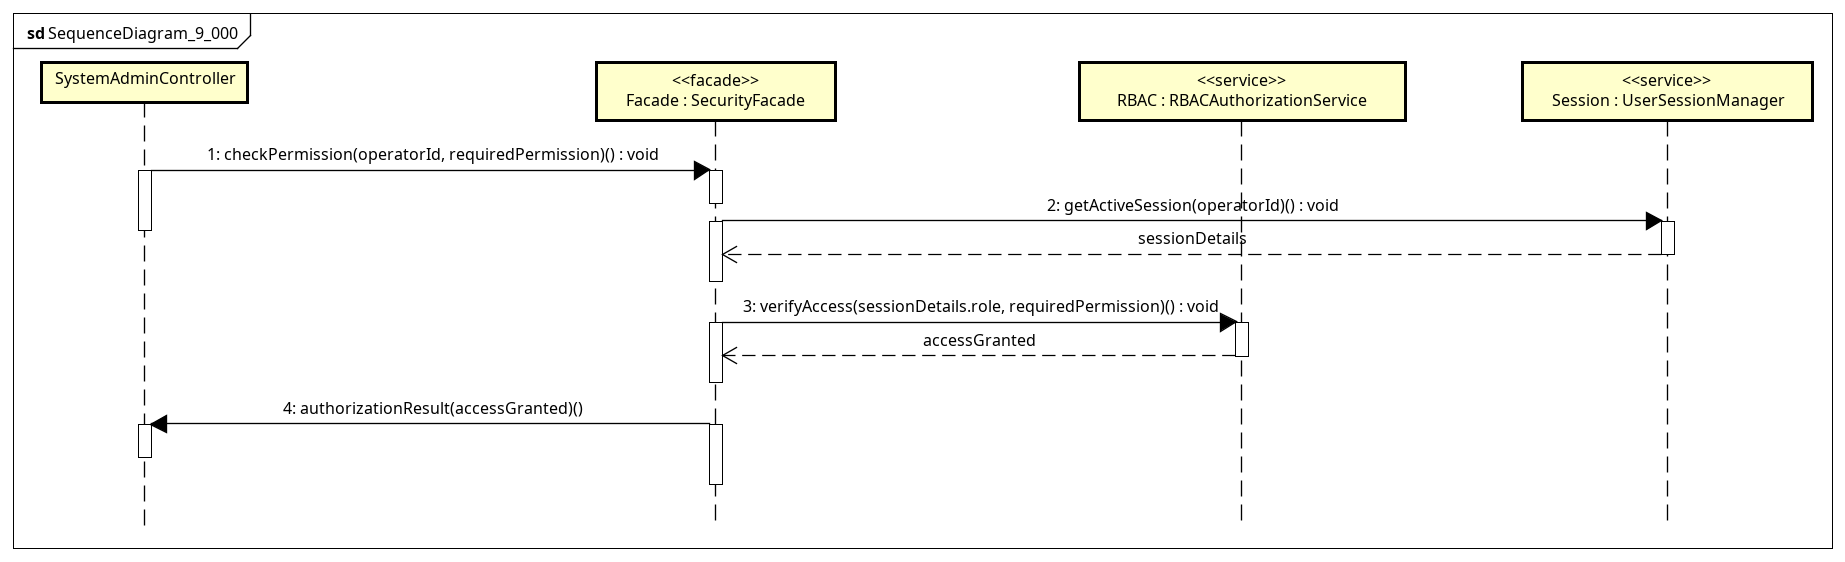 sd SequenceDiagram_9_000
SystemAdminController
<<facade>>
Facade : SecurityFacade
<<service>>
RBAC : RBACAuthorizationService
<<service>>
Session : UserSessionManager
1: checkPermission(operatorId, requiredPermission)() : void
2: getActiveSession(operatorId)() : void
sessionDetails
3: verifyAccess(sessionDetails.role, requiredPermission)() : void
accessGranted
4: authorizationResult(accessGranted)()